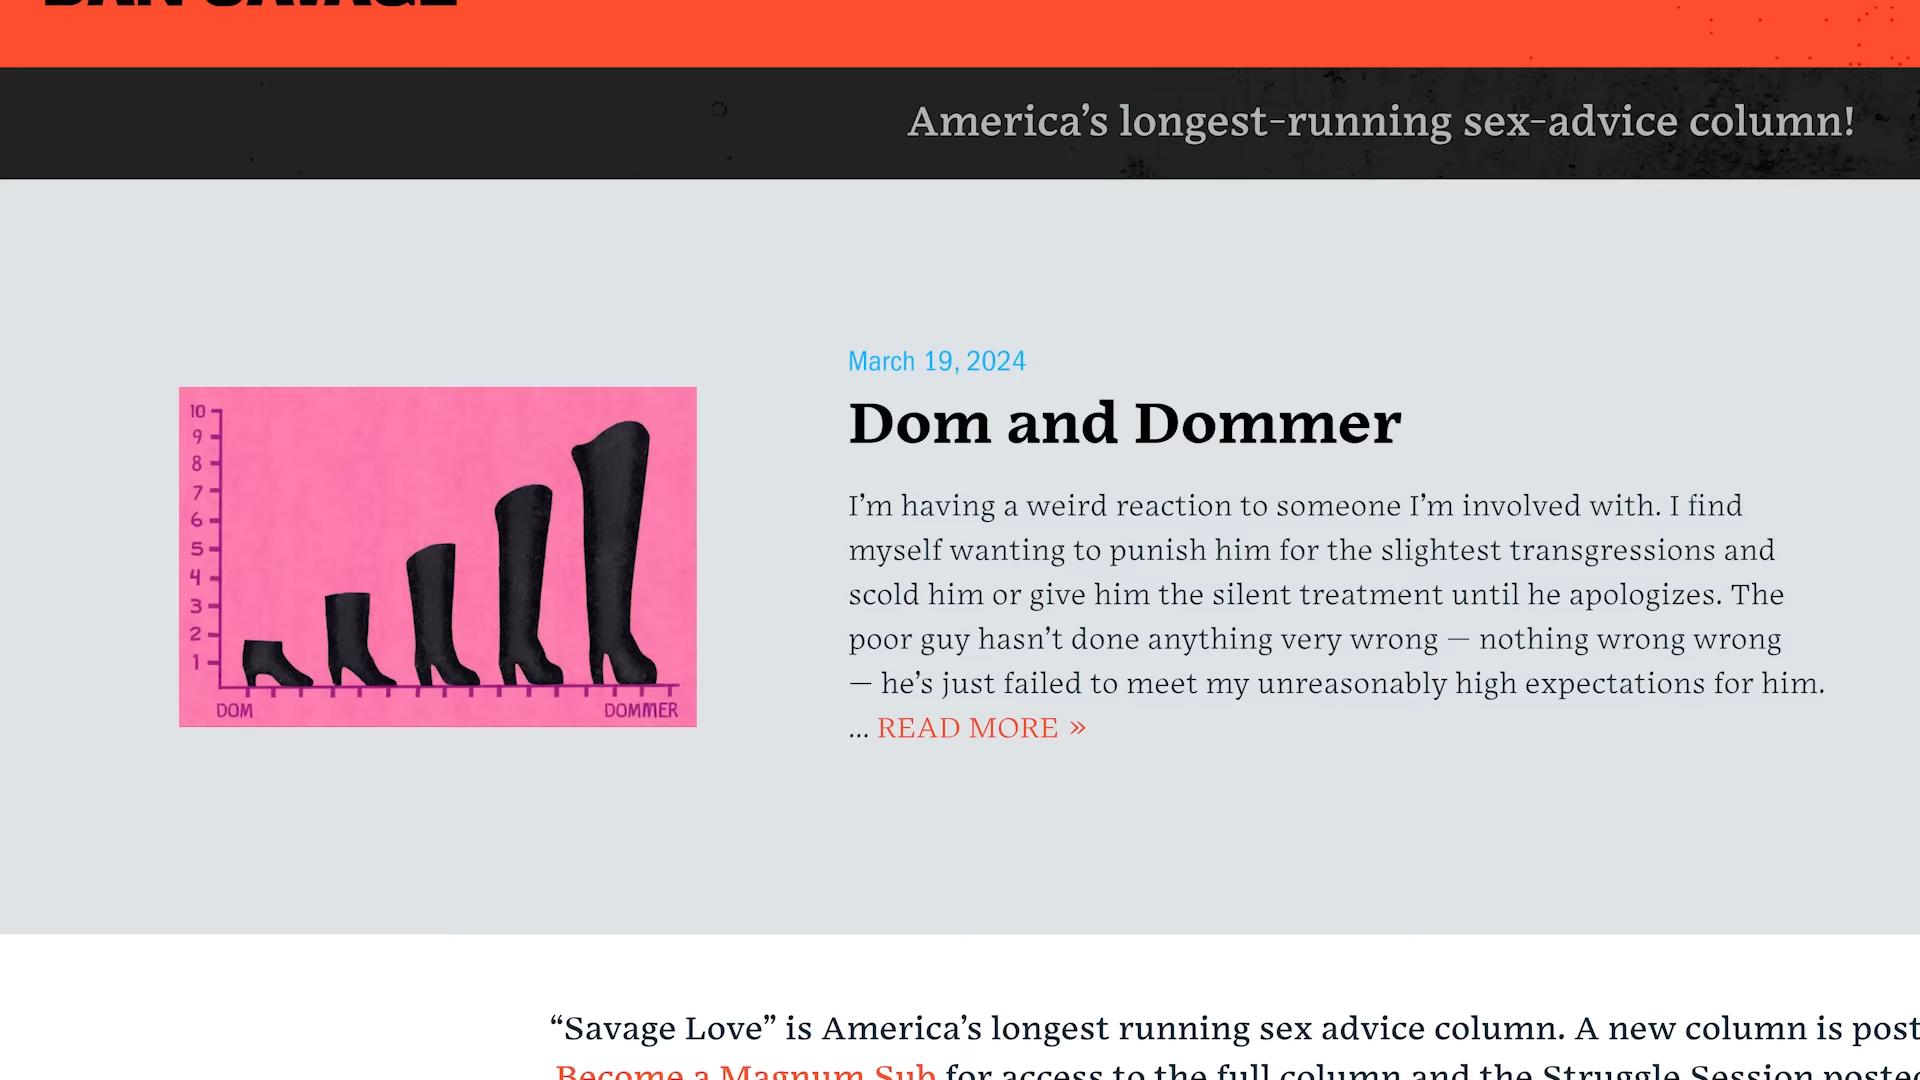 DAN SAVAGE
America’s longest-running sex-advice column!
March 19, 2024
Dom and Dommer
I’m having a weird reaction to someone I’m involved with. I find
myself wanting to punish him for the slightest transgressions and
scold him or give him the silent treatment until he apologizes. The
poor guy hasn’t done anything very wrong — nothing wrong wrong
— he’s just failed to meet my unreasonably high expectations for him.
... READ MORE »
10
9
8
7
6
5
4
3
2
1
DOM DOMMER
“Savage Love” is America’s longest running sex advice column. A new column is post
Become a Magnum Sub for access to the full column and the Struggle Session posted